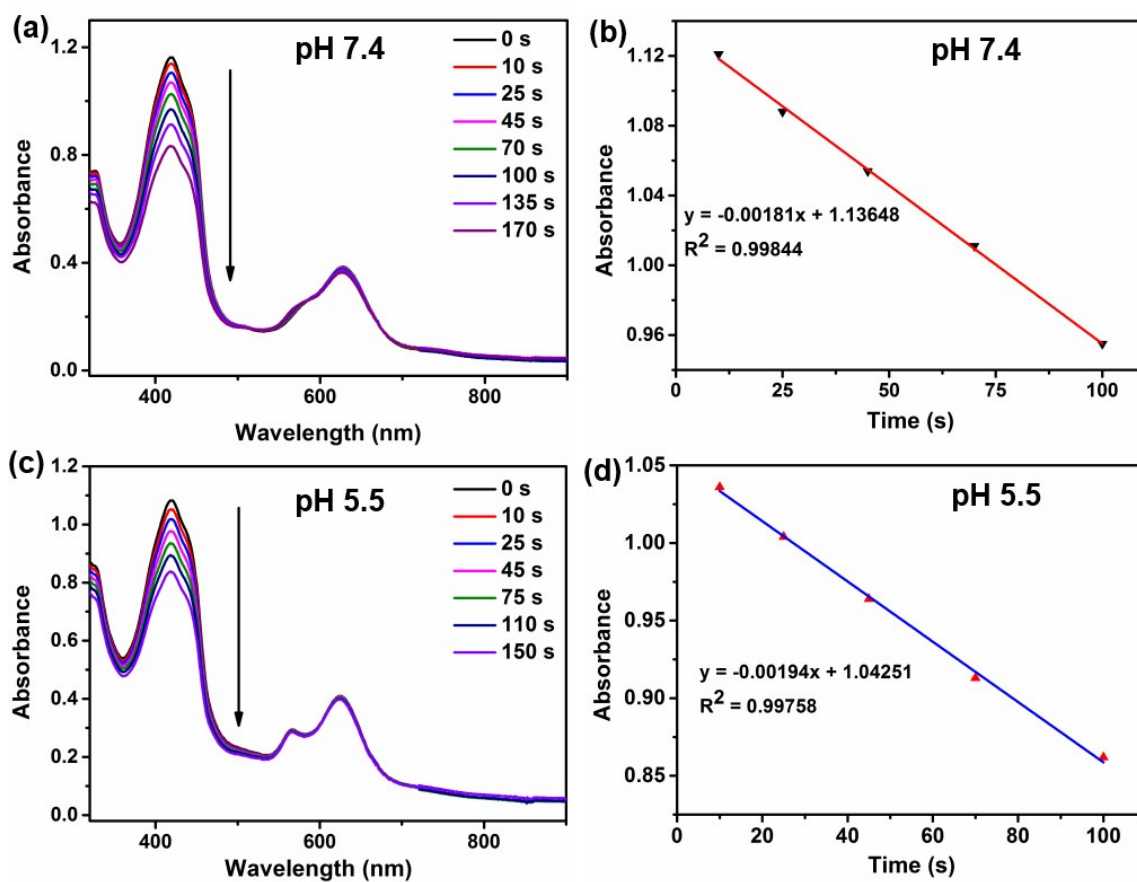 (a)
pH 7.4
0 s
10 s
25 s
45 s
70 s
100 s
135 s
170 s
Absorbance
1.2
0.8
0.4
0.0
400
600
800
Wavelength (nm)
(b)
pH 7.4
Absorbance
1.12
1.08
1.04
1.00
0.96
y = -0.00181x + 1.13648
R² = 0.99844
0
25
50
75
100
Time (s)
(c)
pH 5.5
0 s
10 s
25 s
45 s
75 s
110 s
150 s
Absorbance
1.2
1.0
0.8
0.6
0.4
0.2
0.0
400
600
800
Wavelength (nm)
(d)
pH 5.5
Absorbance
1.05
1.00
0.95
0.90
0.85
y = -0.00194x + 1.04251
R² = 0.99758
0
20
40
60
80
100
Time (s)